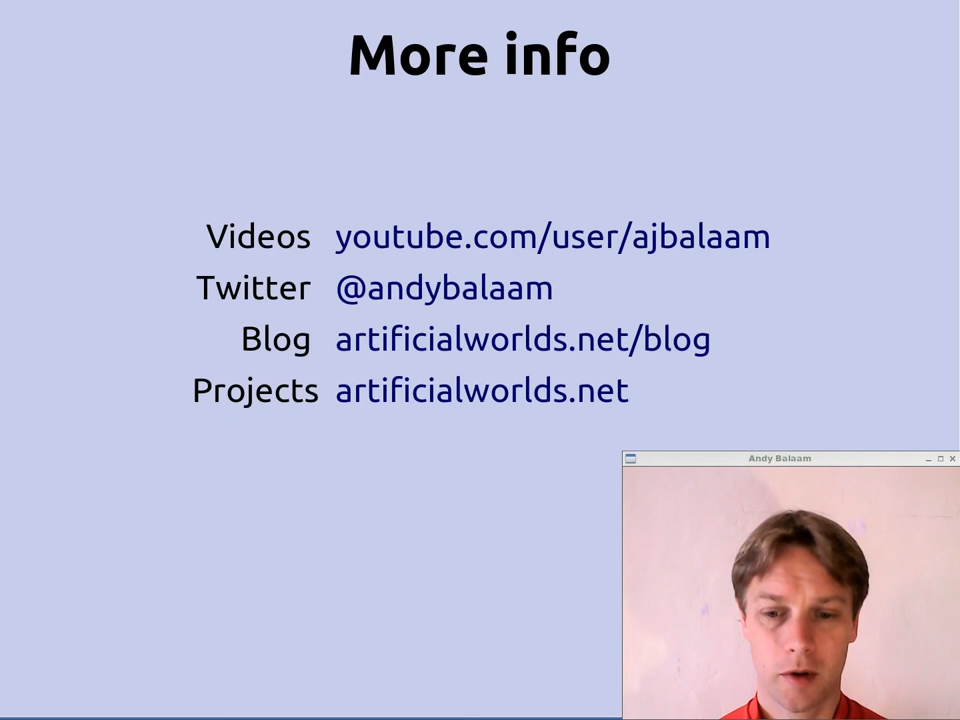 More info
Videos youtube.com/user/ajbalaam
Twitter @andybalaam
Blog artificialworlds.net/blog
Projects artificialworlds.net
Andy Balaam